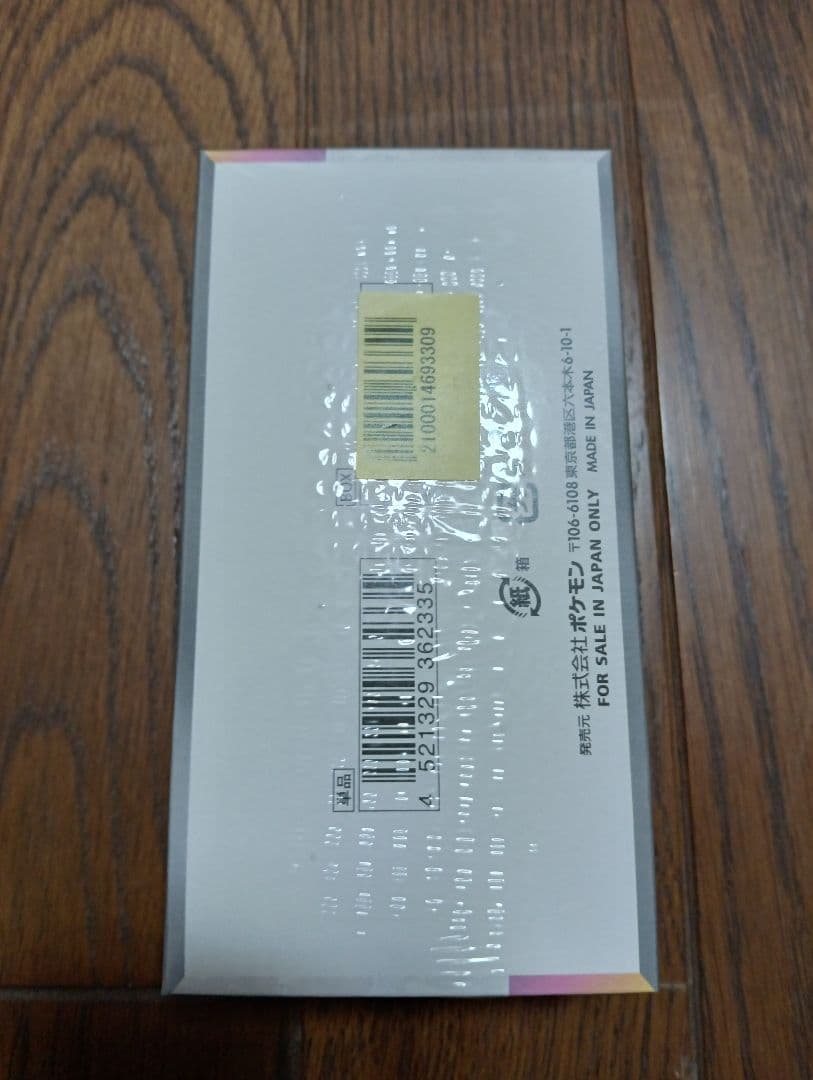 BOX
2100014693309
単品
4 521329 362335
紙
箱
発売元 株式会社ポケモン 〒106-6108 東京都港区六本木6-10-1
FOR SALE IN JAPAN ONLY MADE IN JAPAN